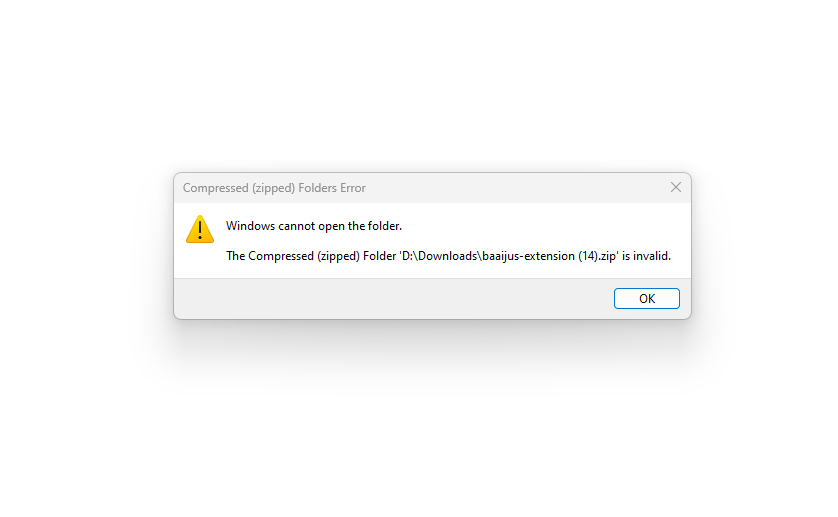 Compressed (zipped) Folders Error
Windows cannot open the folder.
The Compressed (zipped) Folder 'D:\Downloads\baaijus-extension (14).zip' is invalid.
OK